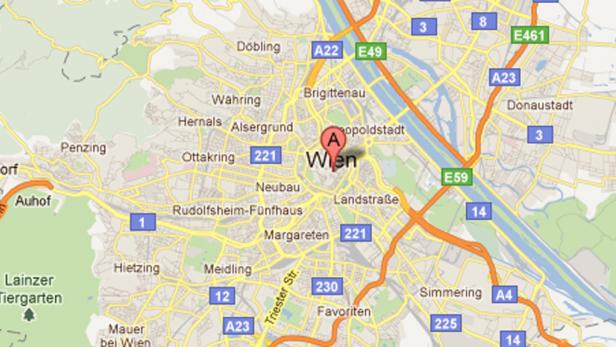 3
8
Döbling
A22
E49
E461
A23
Brigittenau
Währing
Donaustadt
Hernals
Alsergrund
A
eopoldstadt
3
Penzing
Ottakring
221
Wien
dorf
Neubau
E59
Auhof
Landstraße
Rudolfsheim-Fünfhaus
14
1
Margareten
221
Hietzing
Meidling
Lainzer
Tiergarten
12
Triester Str.
230
Simmering
A4
Favoriten
Mauer
bei Wien
A23
225
14